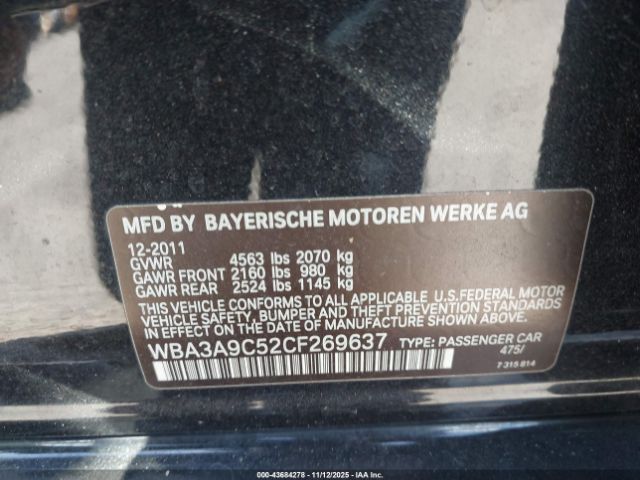 MFD BY BAYERISCHE MOTOREN WERKE AG
12-2011
GVWR 4563 lbs 2070 kg
GAWR FRONT 2160 lbs 980 kg
GAWR REAR 2524 lbs 1145 kg
THIS VEHICLE CONFORMS TO ALL APPLICABLE U.S.FEDERAL MOTOR
VEHICLE SAFETY, BUMPER, AND THEFT PREVENTION STANDARDS
IN EFFECT ON THE DATE OF MANUFACTURE SHOWN ABOVE.
WBA3A9C52CF269637 TYPE: PASSENGER CAR
475/
7 315 814
000-43684278 — 11/12/2025 — IAA Inc.